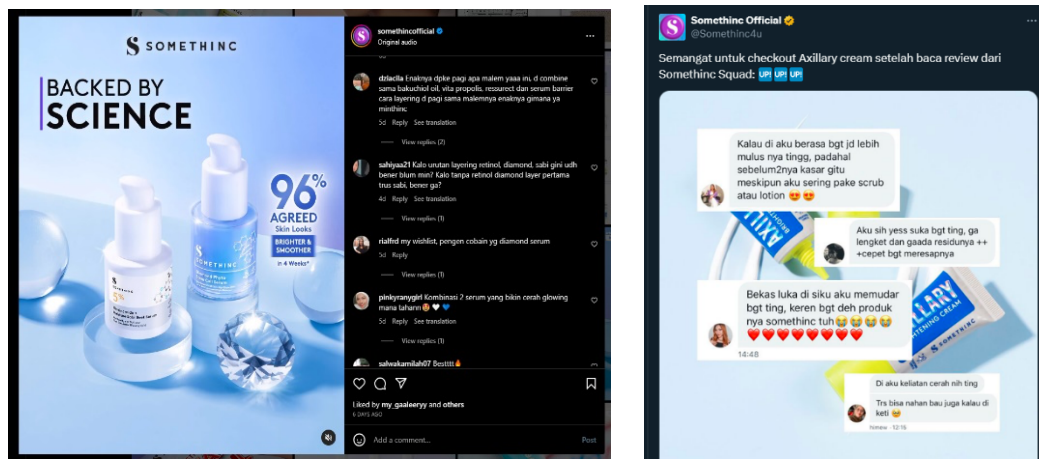 SOMETHINC
BACKED BY
SCIENCE
96%
AGREED
Skin Looks
BRIGHTER &
SMOOTHER
in 4 Weeks*
SOMETHINC
5%
somethincofficial
Original audio
dziaclla Enaknya dpke pagi apa malem yaaa ini, d combine
sama bakuchiol oil, vita propolis, ressurect dan serum barrier
cara layering d pagi sama malemnya enaknya gimana ya
minthinc
5d Reply See translation
View replies (2)
sahiyaa21 Kalo urutan layering retinol, diamond, sabi gini udh
bener blum min? Kalo tanpa retinol diamond layer pertama
trus sabi, bener ga?
4d Reply See translation
View replies (1)
rialfrd my wishlist, pengen cobain yg diamond serum
5d Reply
View replies (1)
pinkyranygirl Kombinasi 2 serum yang bikin cerah glowing
mana tahann
5d Reply See translation
View replies (1)
salwakamilah07 Bestttt
Liked by my_gaaleeryy and others
6 DAYS AGO
Add a comment...
Post
Somethinc Official
@Somethinc4u
Semangat untuk checkout Axillary cream setelah baca review dari
Somethinc Squad: UP! UP! UP!
Kalau di aku berasa bgt jd lebih
mulus nya tingg, padahal
sebelum2nya kasar gitu
meskipun aku sering pake scrub
atau lotion
Aku sih yess suka bgt ting, ga
lengket dan gaada residunya ++
+cepet bgt meresapnya
Bekas luka di siku aku memudar
bgt ting, keren bgt deh produk
nya somethinc tuh
14:48
Di aku keliatan cerah nih ting
Trs bisa nahan bau juga kalau di
keti
12:16
SOMETHINC